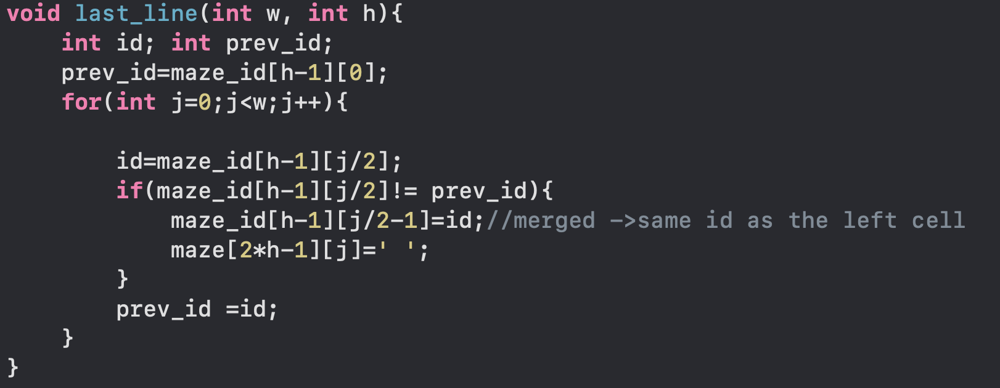 void last_line(int w, int h){
    int id; int prev_id;
    prev_id=maze_id[h-1][0];
    for(int j=0;j<w;j++){

        id=maze_id[h-1][j/2];
        if(maze_id[h-1][j/2]!= prev_id){
            maze_id[h-1][j/2-1]=id;//merged ->same id as the left cell
            maze[2*h-1][j]=' ';
        }
        prev_id =id;
    }
}